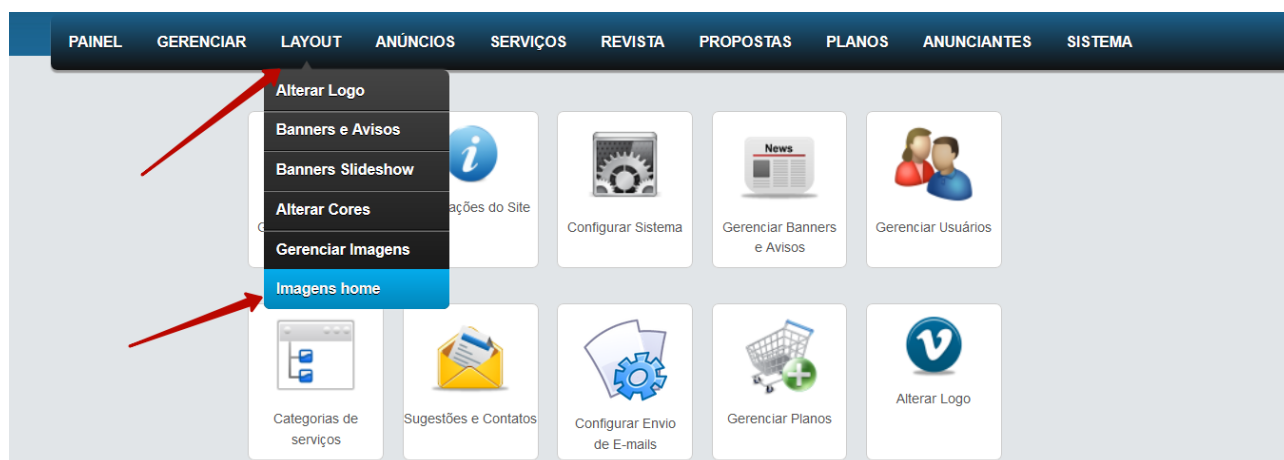 PAINEL GERENCIAR LAYOUT ANÚNCIOS SERVIÇOS REVISTA PROPOSTAS PLANOS ANUNCIANTES SISTEMA
Alterar Logo
Banners e Avisos
Banners Slideshow
Alterar Cores
Gerenciar Imagens
Imagens home
ações do Site
Configurar Sistema
News
Gerenciar Banners
e Avisos
Gerenciar Usuários
Categorias de
serviços
Sugestões e Contatos
Configurar Envio
de E-mails
Gerenciar Planos
Alterar Logo